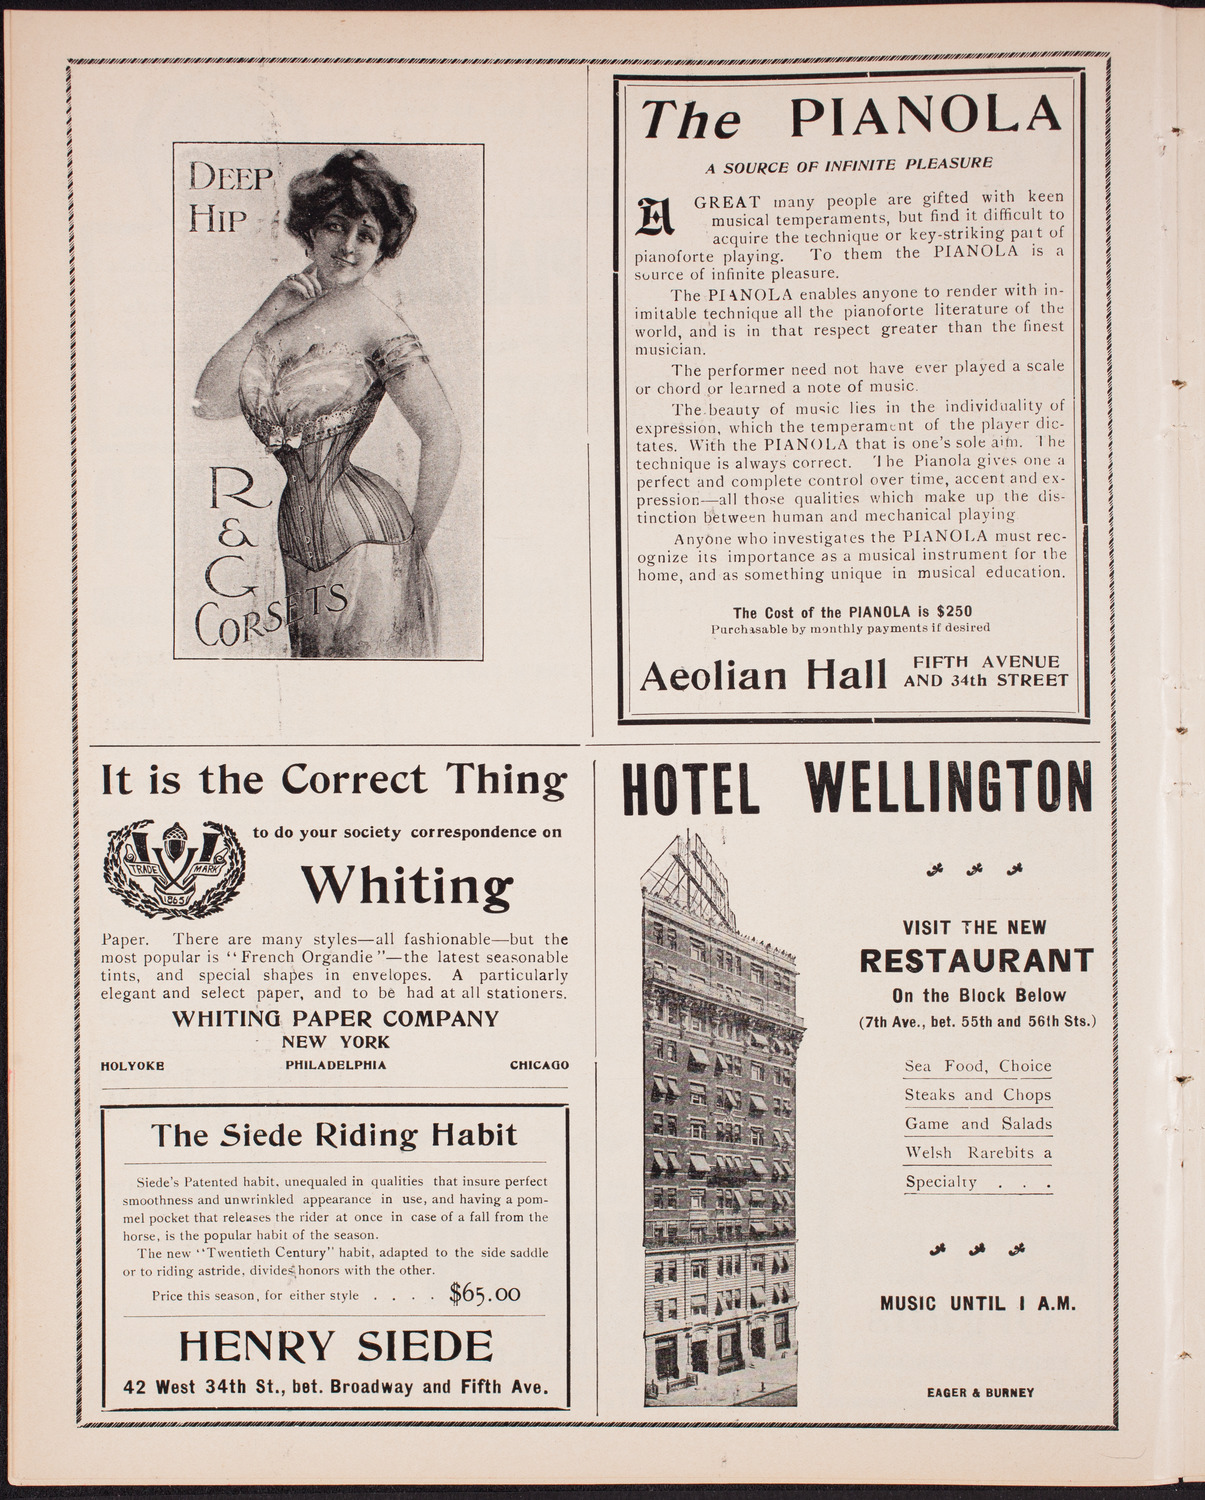 DEEP
HIP
R
&
G
CORSETS
The PIANOLA
A SOURCE OF INFINITE PLEASURE
A GREAT many people are gifted with keen
musical temperaments, but find it difficult to
acquire the technique or key-striking part of
pianoforte playing. To them the PIANOLA is a
source of infinite pleasure.
The PIANOLA enables anyone to render with in-
imitable technique all the pianoforte literature of the
world, and is in that respect greater than the finest
musician.
The performer need not have ever played a scale
or chord or learned a note of music.
The beauty of music lies in the individuality of
expression, which the temperament of the player dic-
tates. With the PIANOLA that is one's sole aim. The
technique is always correct. The Pianola gives one a
perfect and complete control over time, accent and ex-
pression—all those qualities which make up the dis-
tinction between human and mechanical playing
Anyone who investigates the PIANOLA must rec-
ognize its importance as a musical instrument for the
home, and as something unique in musical education.
The Cost of the PIANOLA is $250
Purchasable by monthly payments if desired
Aeolian Hall FIFTH AVENUE
AND 34th STREET
It is the Correct Thing
to do your society correspondence on
TRADE MARK
1865
Whiting
Paper. There are many styles—all fashionable—but the
most popular is "French Organdie"—the latest seasonable
tints, and special shapes in envelopes. A particularly
elegant and select paper, and to be had at all stationers.
WHITING PAPER COMPANY
NEW YORK
HOLYOKE PHILADELPHIA CHICAGO
The Siede Riding Habit
Siede's Patented habit, unequaled in qualities that insure perfect
smoothness and unwrinkled appearance in use, and having a pom-
mel pocket that releases the rider at once in case of a fall from the
horse, is the popular habit of the season.
The new "Twentieth Century" habit, adapted to the side saddle
or to riding astride, divides honors with the other.
Price this season, for either style . . . . $65.00
HENRY SIEDE
42 West 34th St., bet. Broadway and Fifth Ave.
HOTEL WELLINGTON
VISIT THE NEW
RESTAURANT
On the Block Below
(7th Ave., bet. 55th and 56th Sts.)
Sea Food, Choice
Steaks and Chops
Game and Salads
Welsh Rarebits a
Specialty . . .
MUSIC UNTIL 1 A.M.
EAGER & BURNEY